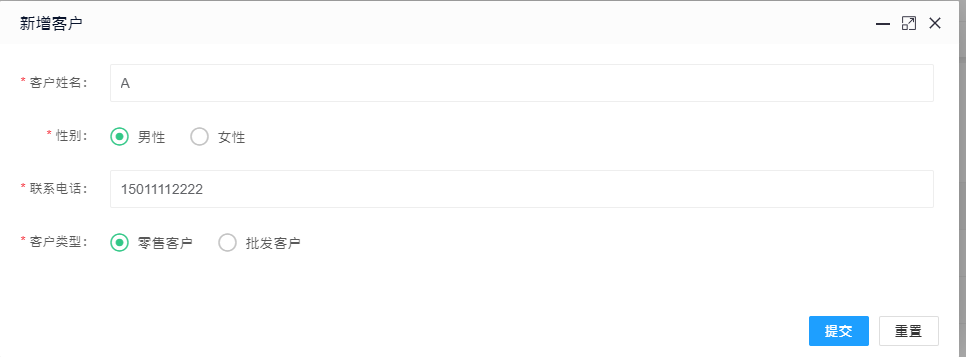 新增客户
* 客户姓名: A
* 性别: 男性 女性
* 联系电话: 15011112222
* 客户类型: 零售客户 批发客户
提交 重置